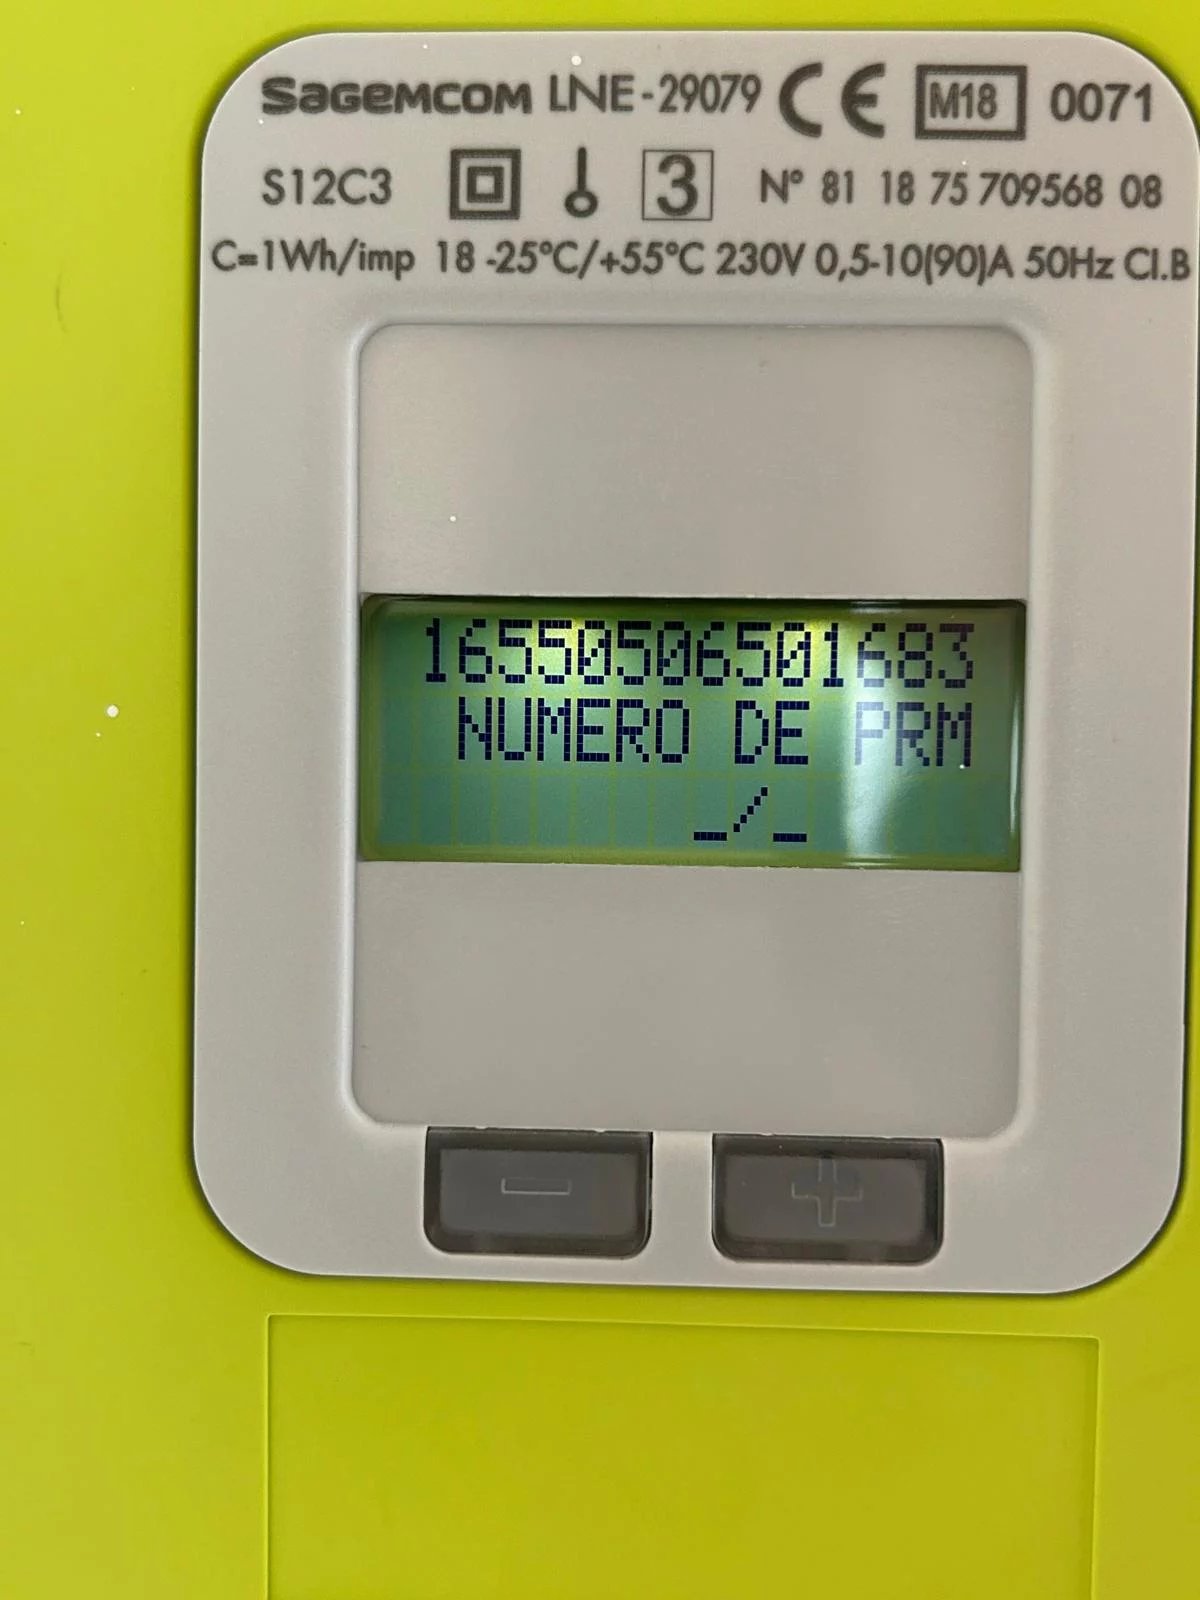 SAGEMCOM LNE-29079 CE M18 0071
S12C3 3 N° 81 18 75 709568 08
C=1Wh/imp 18 -25°C/+55°C 230V 0,5-10(90)A 50Hz Cl.B
16550506501683
NUMERO DE PRM
_/_
- +